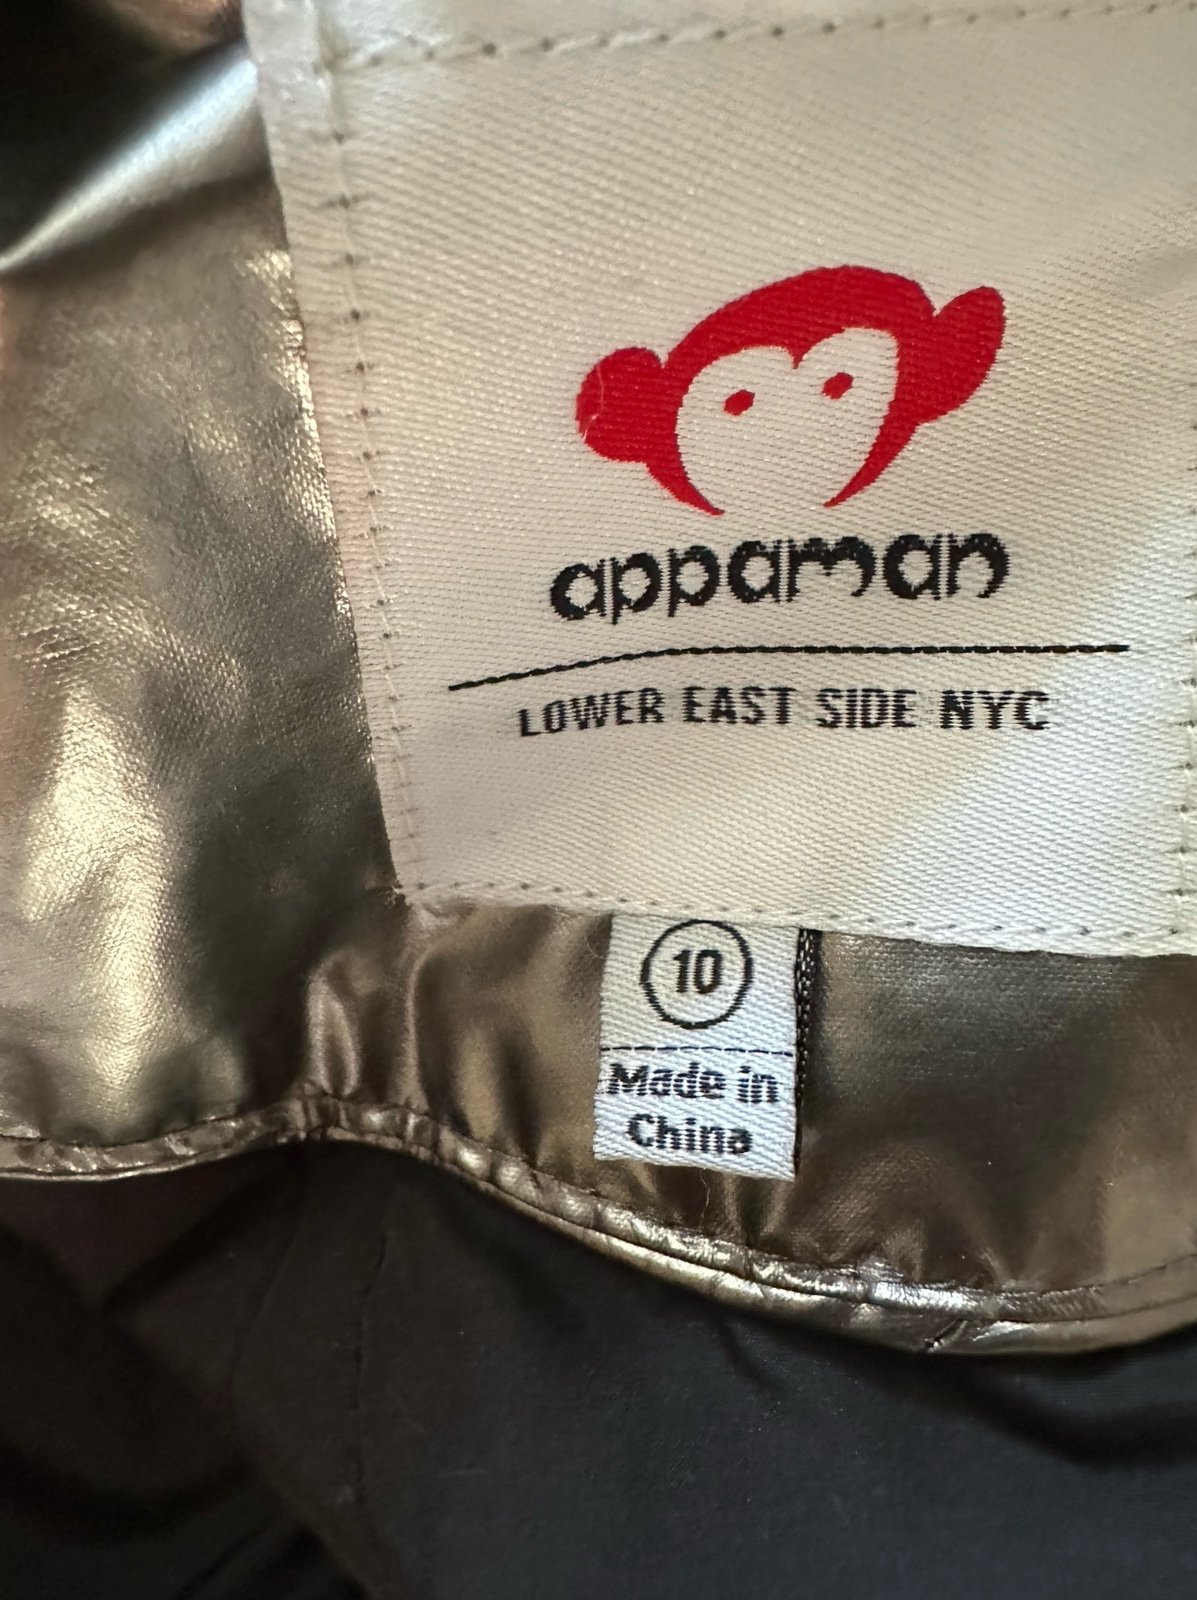 appaman
LOWER EAST SIDE NYC
10
Made in
China